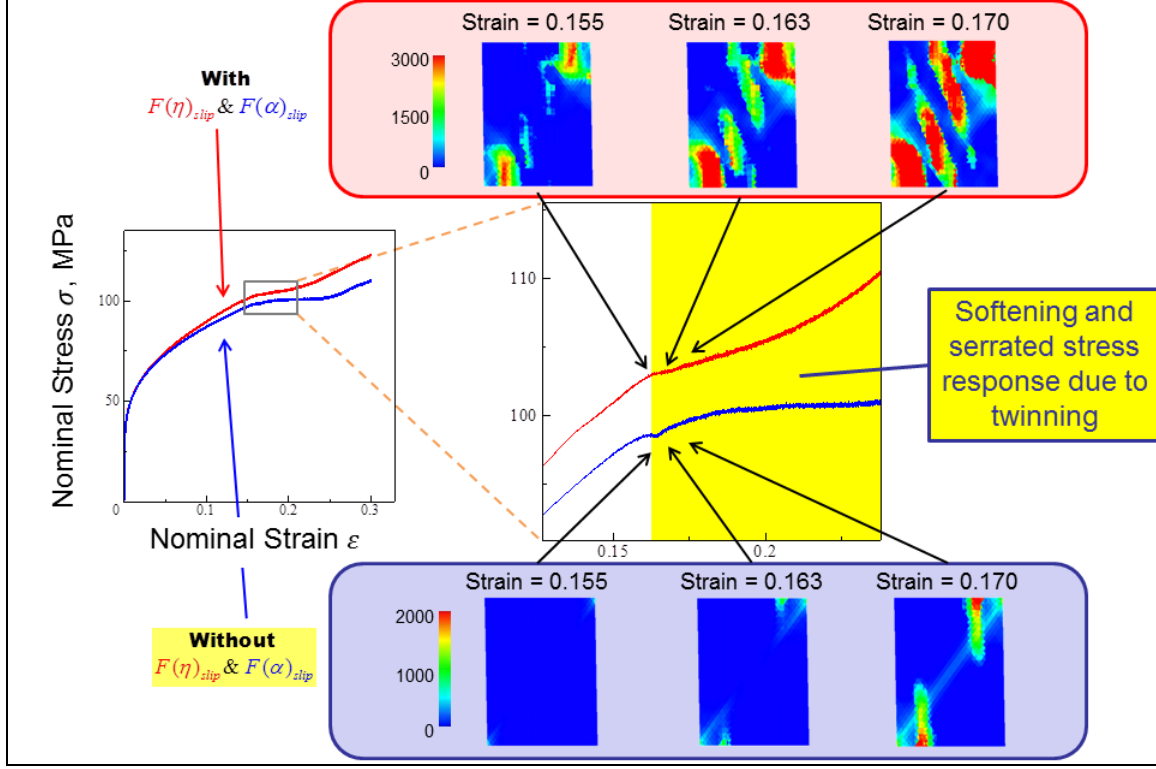 Strain = 0.155
Strain = 0.163
Strain = 0.170
3000
1500
0
With
F(η)slip & F(α)slip
Nominal Stress σ, MPa
100
50
0
0.1
0.2
0.3
Nominal Strain ε
110
100
0.15
0.2
Softening and
serrated stress
response due to
twinning
Without
F(η)slip & F(α)slip
Strain = 0.155
Strain = 0.163
Strain = 0.170
2000
1000
0